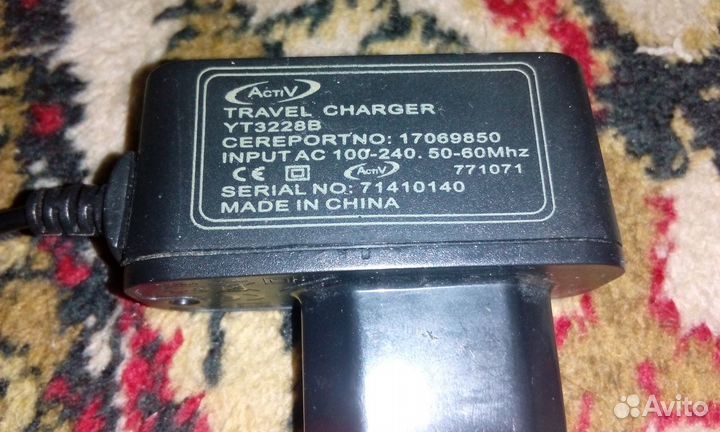 ACTIV
TRAVEL CHARGER
YT3228B
CEREPORTNO: 17069850
INPUT AC 100-240. 50-60Mhz
CE ACTIV 771071
SERIAL NO: 71410140
MADE IN CHINA
Avito